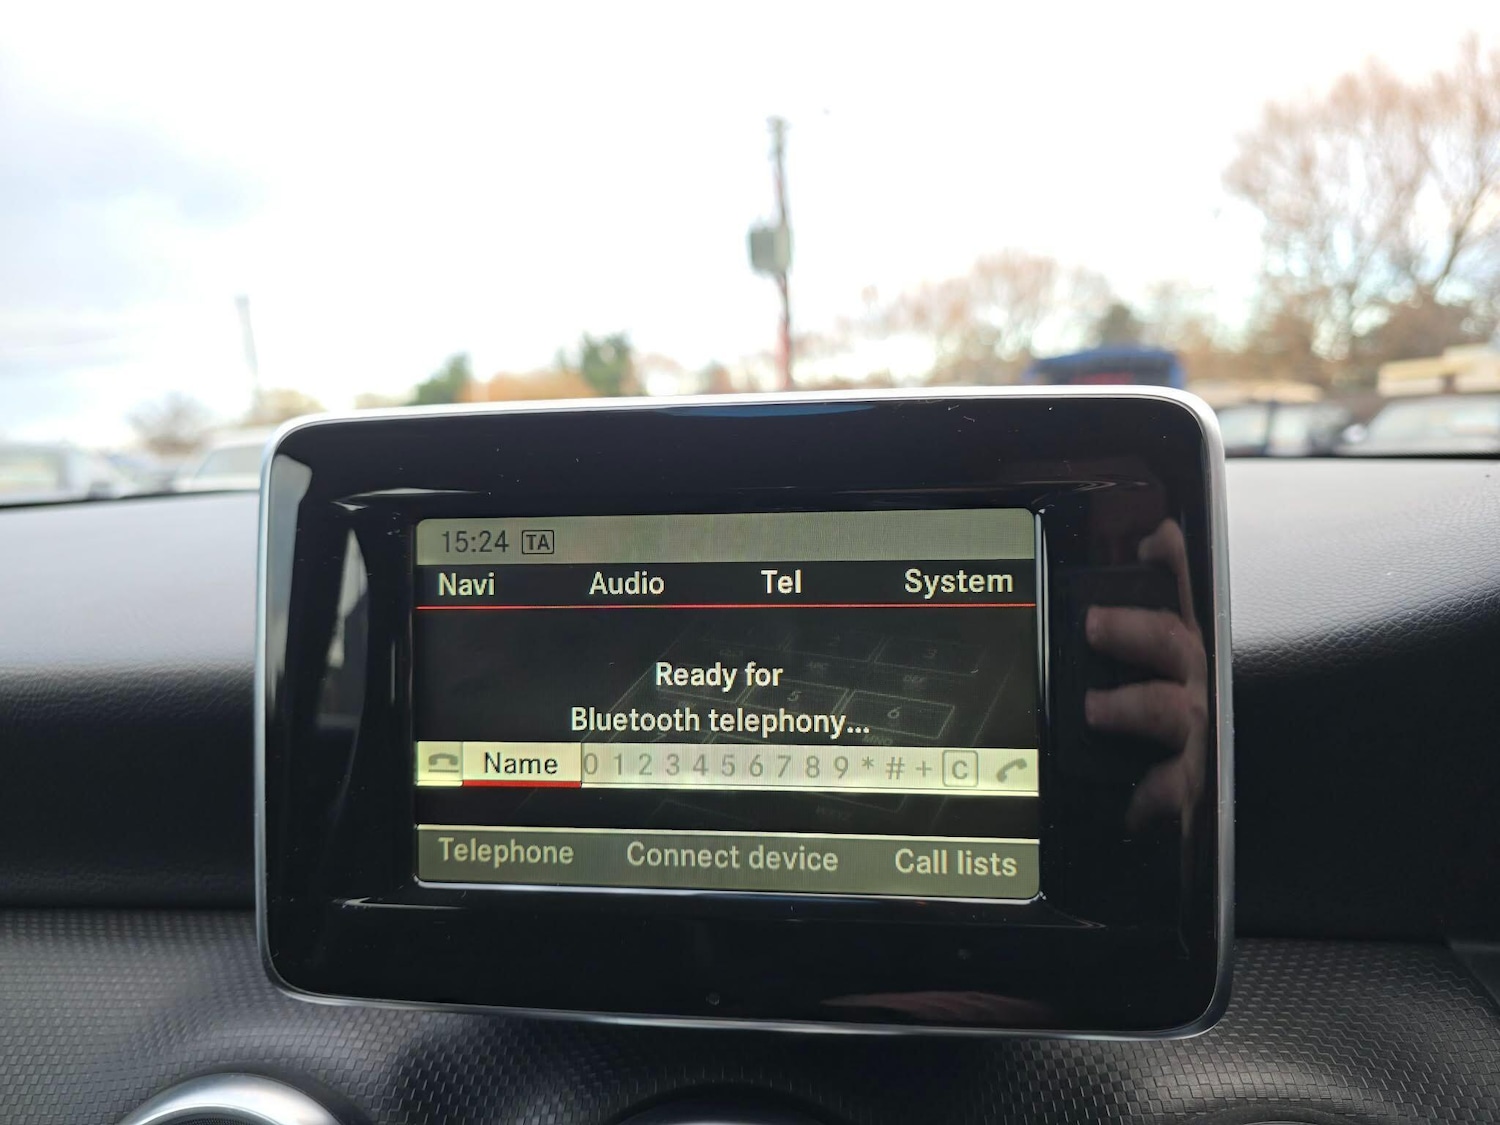 15:24 TA
Navi Audio Tel System
Ready for
Bluetooth telephony...
Name 0 1 2 3 4 5 6 7 8 9 * # + C
Telephone Connect device Call lists